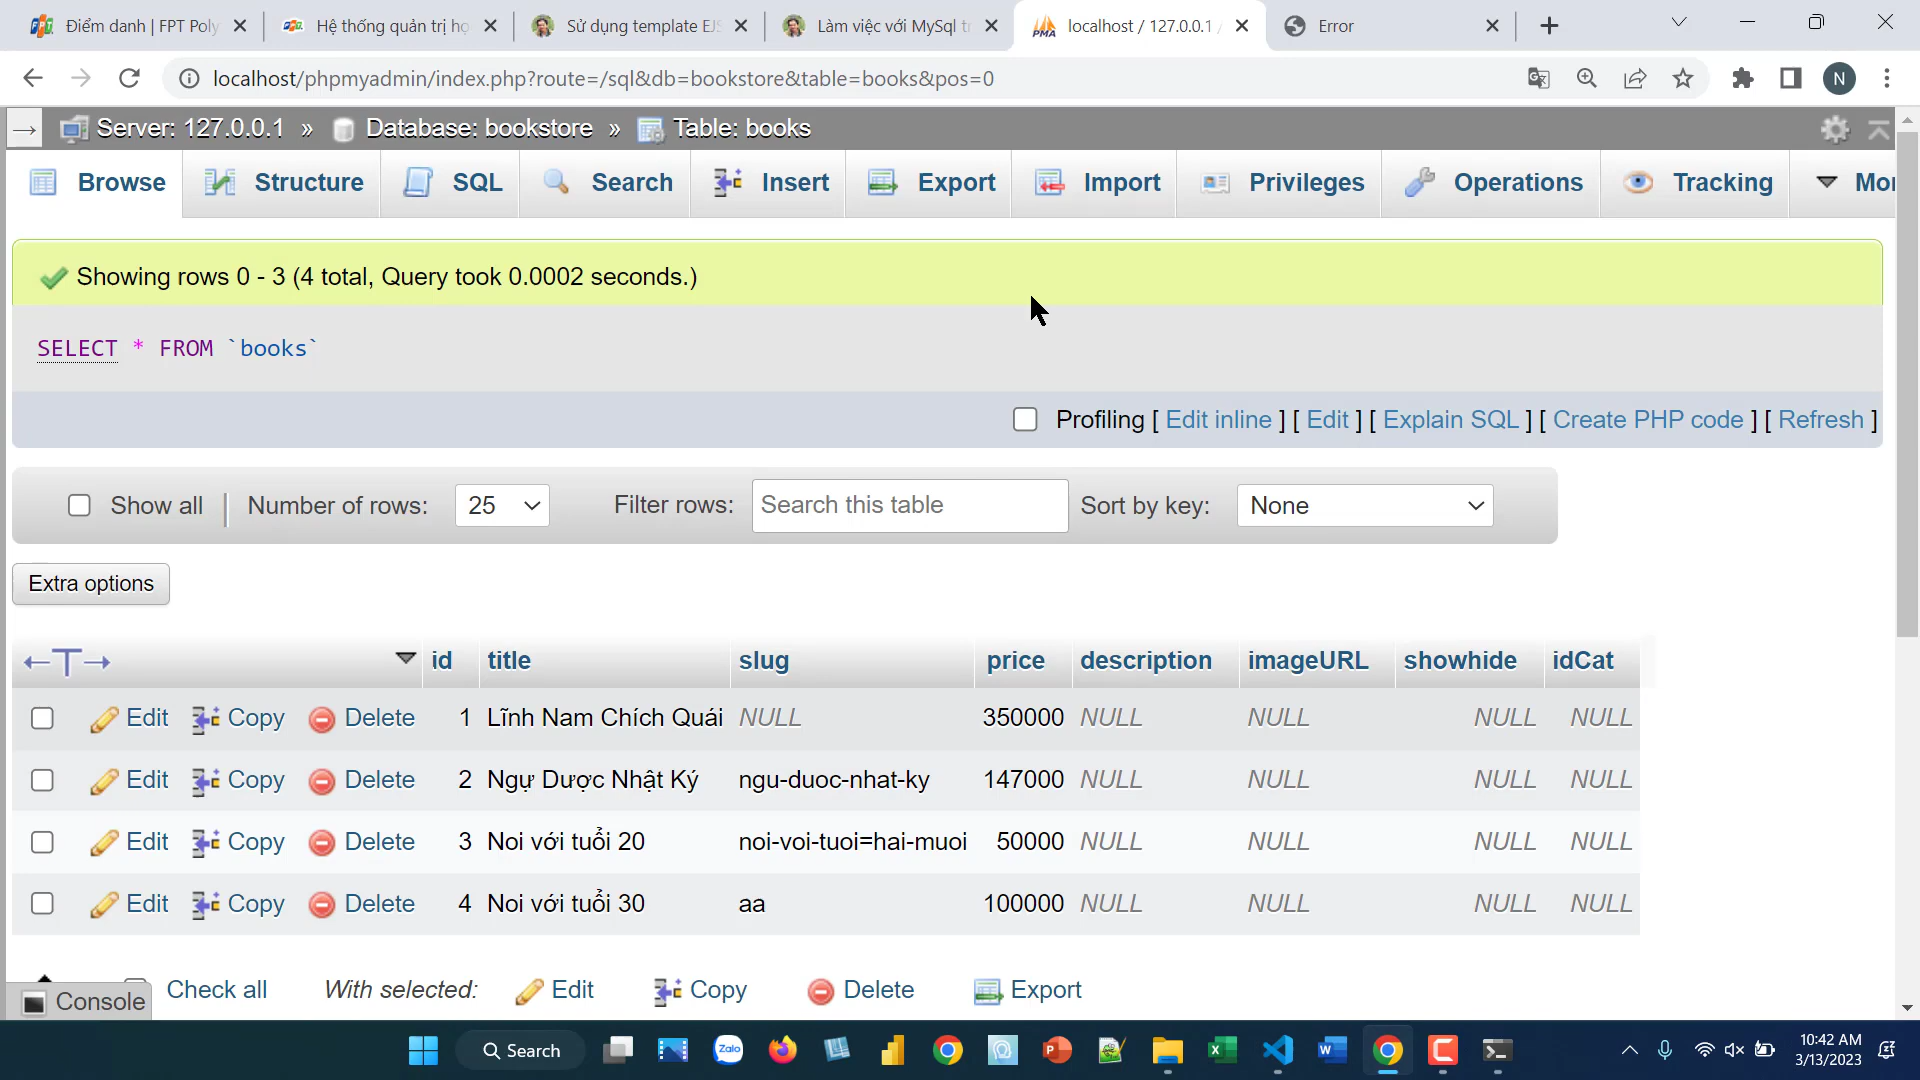 Điểm danh | FPT Poly
Hệ thống quản trị họ
Sử dụng template EJS
Làm việc với MySql t
localhost / 127.0.0.1 /
Error
localhost/phpmyadmin/index.php?route=/sql&db=bookstore&table=books&pos=0
N
Server: 127.0.0.1 » Database: bookstore » Table: books
Browse Structure SQL Search Insert Export Import Privileges Operations Tracking Mor
Showing rows 0 - 3 (4 total, Query took 0.0002 seconds.)
SELECT * FROM `books`
Profiling [ Edit inline ] [ Edit ] [ Explain SQL ] [ Create PHP code ] [ Refresh ]
Show all | Number of rows: 25 Filter rows: Search this table Sort by key: None
Extra options
id title slug price description imageURL showhide idCat
Edit Copy Delete 1 Lĩnh Nam Chích Quái NULL 350000 NULL NULL NULL NULL
Edit Copy Delete 2 Ngự Dược Nhật Ký ngu-duoc-nhat-ky 147000 NULL NULL NULL NULL
Edit Copy Delete 3 Noi với tuổi 20 noi-voi-tuoi=hai-muoi 50000 NULL NULL NULL NULL
Edit Copy Delete 4 Noi với tuổi 30 aa 100000 NULL NULL NULL NULL
Check all With selected: Edit Copy Delete Export
Console
Search
Zalo
10:42 AM
3/13/2023